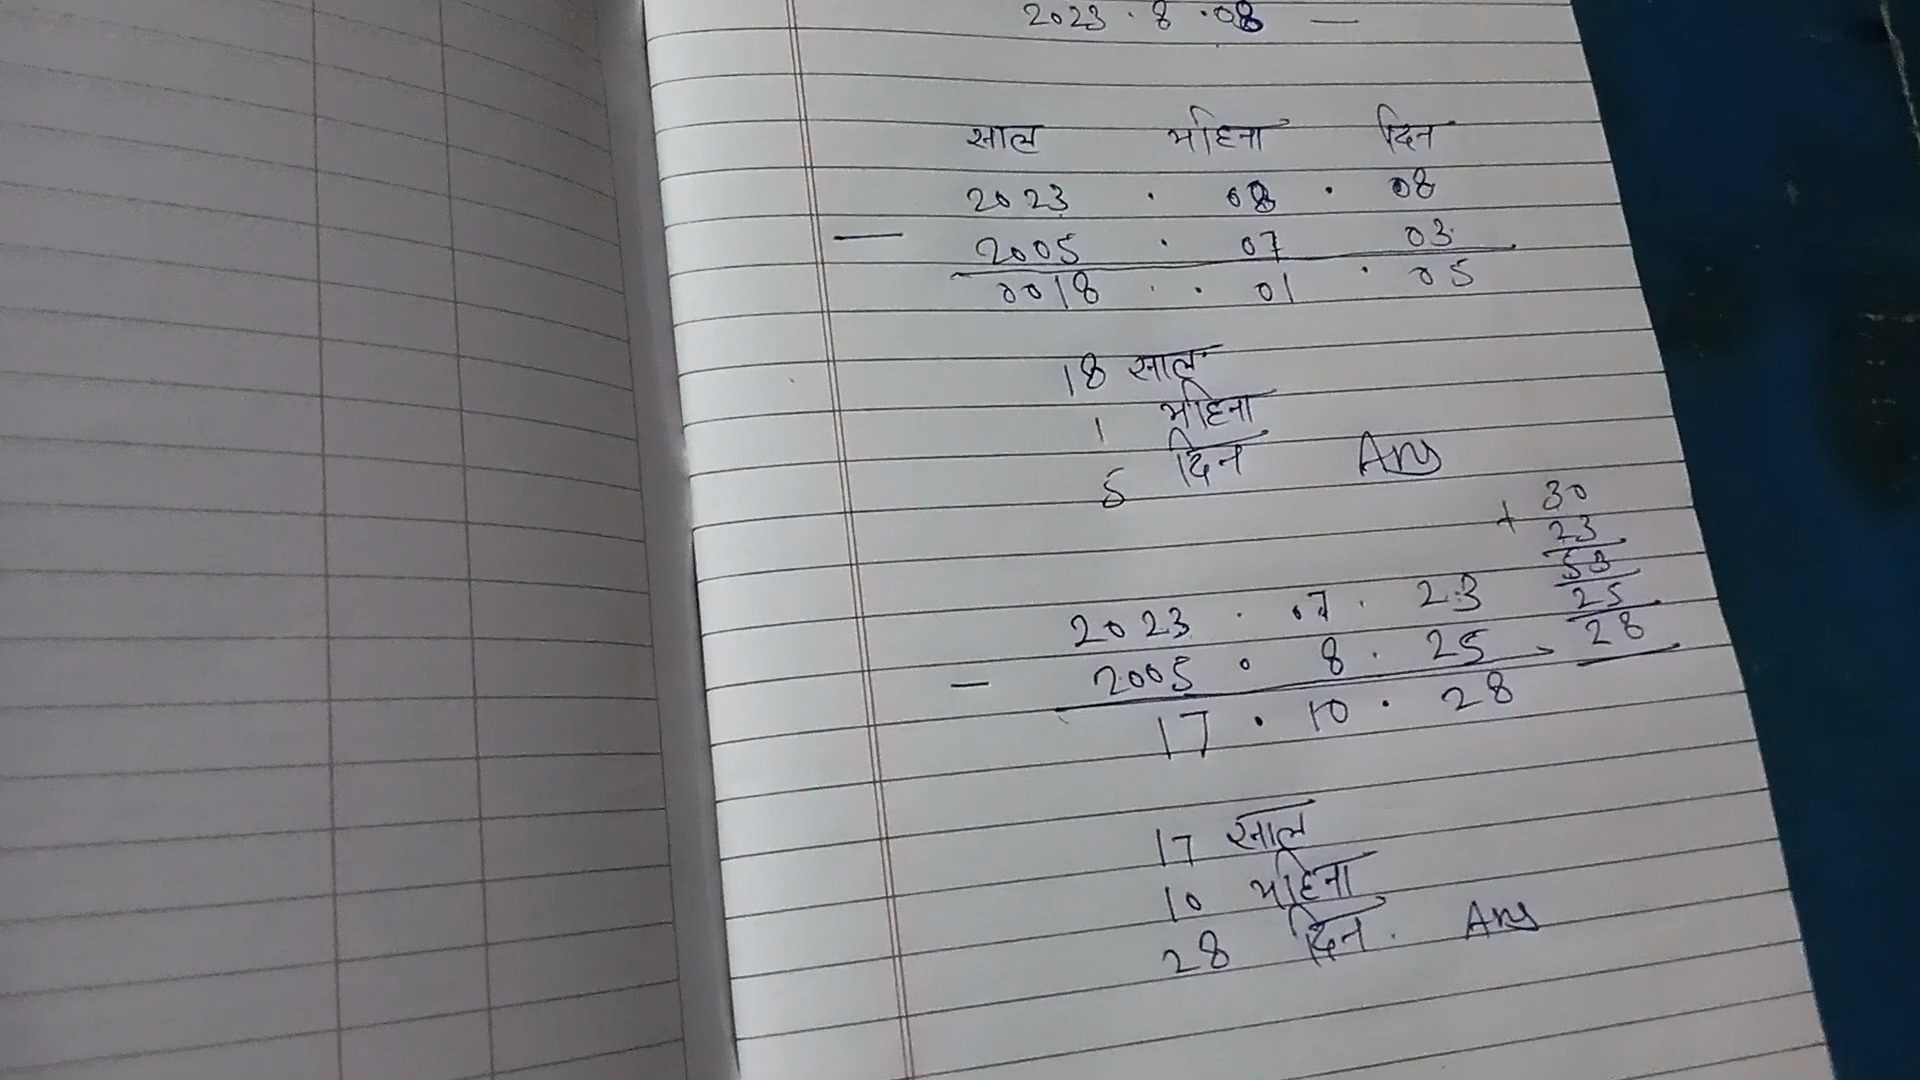 2023 . 8 . 08 —
साल महिना दिन
2023 . 08 . 08
— 2005 . 07 03
0018 . . 01 . 05
18 साल
1 महिना
5 दिन Ans
+ 30
23
53
25
28
2023 . 07 . 23
— 2005 . 8 . 25
17 . 10 . 28
17 साल
10 महिना
28 दिन . Ans